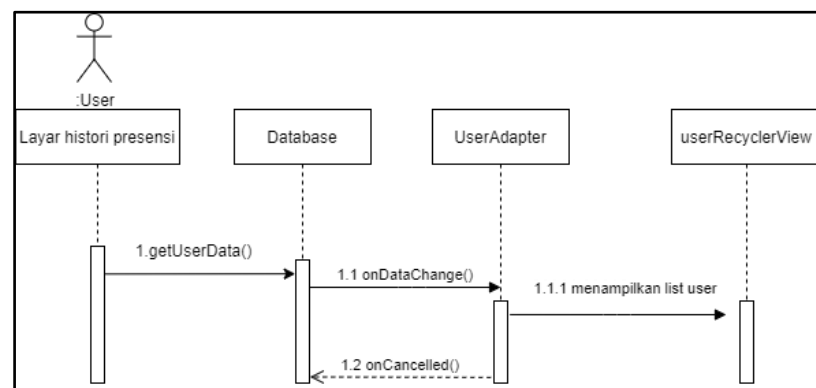 :User
Layar histori presensi
Database
UserAdapter
userRecyclerView
1.getUserData()
1.1 onDataChange()
1.1.1 menampilkan list user
1.2 onCancelled()